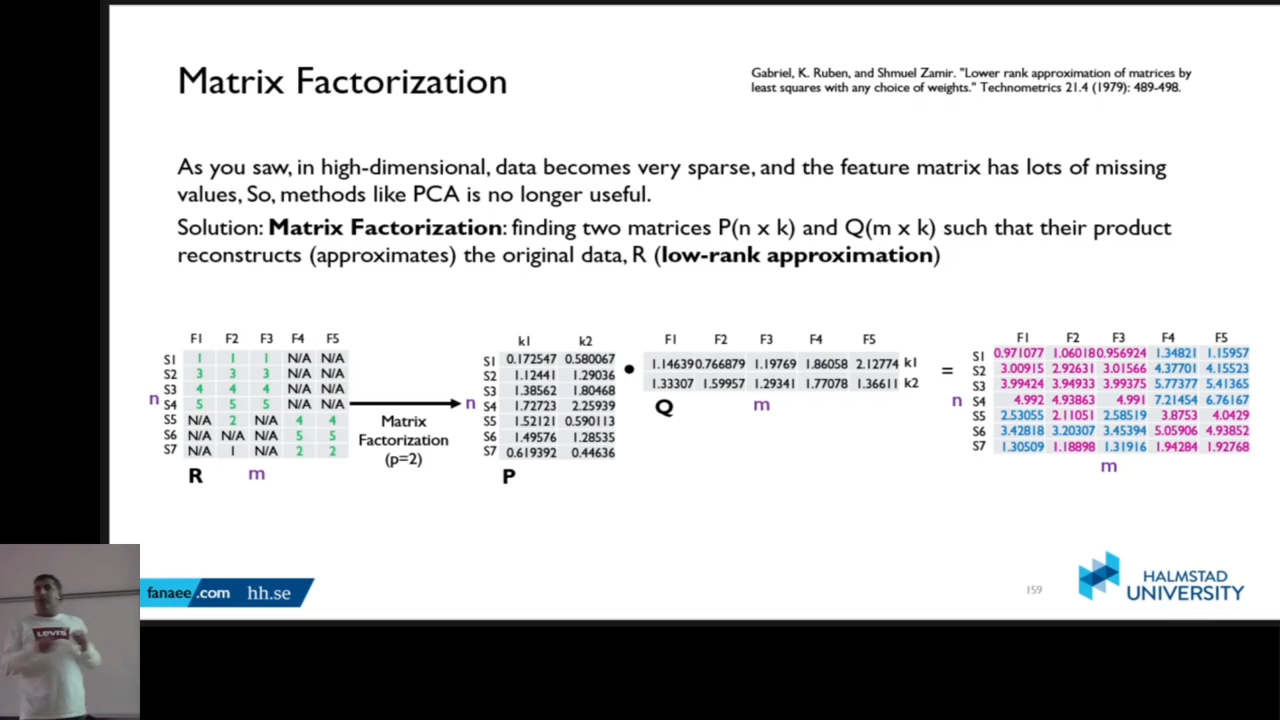 Matrix Factorization
Gabriel, K. Ruben, and Shmuel Zamir. "Lower rank approximation of matrices by
least squares with any choice of weights." Technometrics 21.4 (1979): 489-498.
As you saw, in high-dimensional, data becomes very sparse, and the feature matrix has lots of missing
values, So, methods like PCA is no longer useful.
Solution: Matrix Factorization: finding two matrices P(n x k) and Q(m x k) such that their product
reconstructs (approximates) the original data, R (low-rank approximation)
F1 F2 F3 F4 F5
S1 1 1 1 N/A N/A
S2 3 3 3 N/A N/A
S3 4 4 4 N/A N/A
S4 5 5 5 N/A N/A
S5 N/A 2 N/A 4 4
S6 N/A N/A N/A 5 5
S7 N/A 1 N/A 2 2
n
R m
Matrix
Factorization
(p=2)
k1 k2
S1 0.172547 0.580067
S2 1.12441 1.29036
S3 1.38562 1.80468
S4 1.72723 2.25939
S5 1.52121 0.590113
S6 1.49576 1.28535
S7 0.619392 0.44636
n
P
•
F1 F2 F3 F4 F5
1.14639 0.766879 1.19769 1.86058 2.12774 k1
1.33307 1.59957 1.29341 1.77078 1.36611 k2
Q m
=
F1 F2 F3 F4 F5
S1 0.971077 1.06018 0.956924 1.34821 1.15957
S2 3.00915 2.92631 3.01566 4.37701 4.15523
S3 3.99424 3.94933 3.99375 5.77377 5.41365
S4 4.992 4.93863 4.991 7.21454 6.76167
S5 2.53055 2.11051 2.58519 3.8753 4.0429
S6 3.42818 3.20307 3.45394 5.05906 4.93852
S7 1.30509 1.18898 1.31916 1.94284 1.92768
n
m
LEVI'S
fanaee.com hh.se
159
HALMSTAD
UNIVERSITY